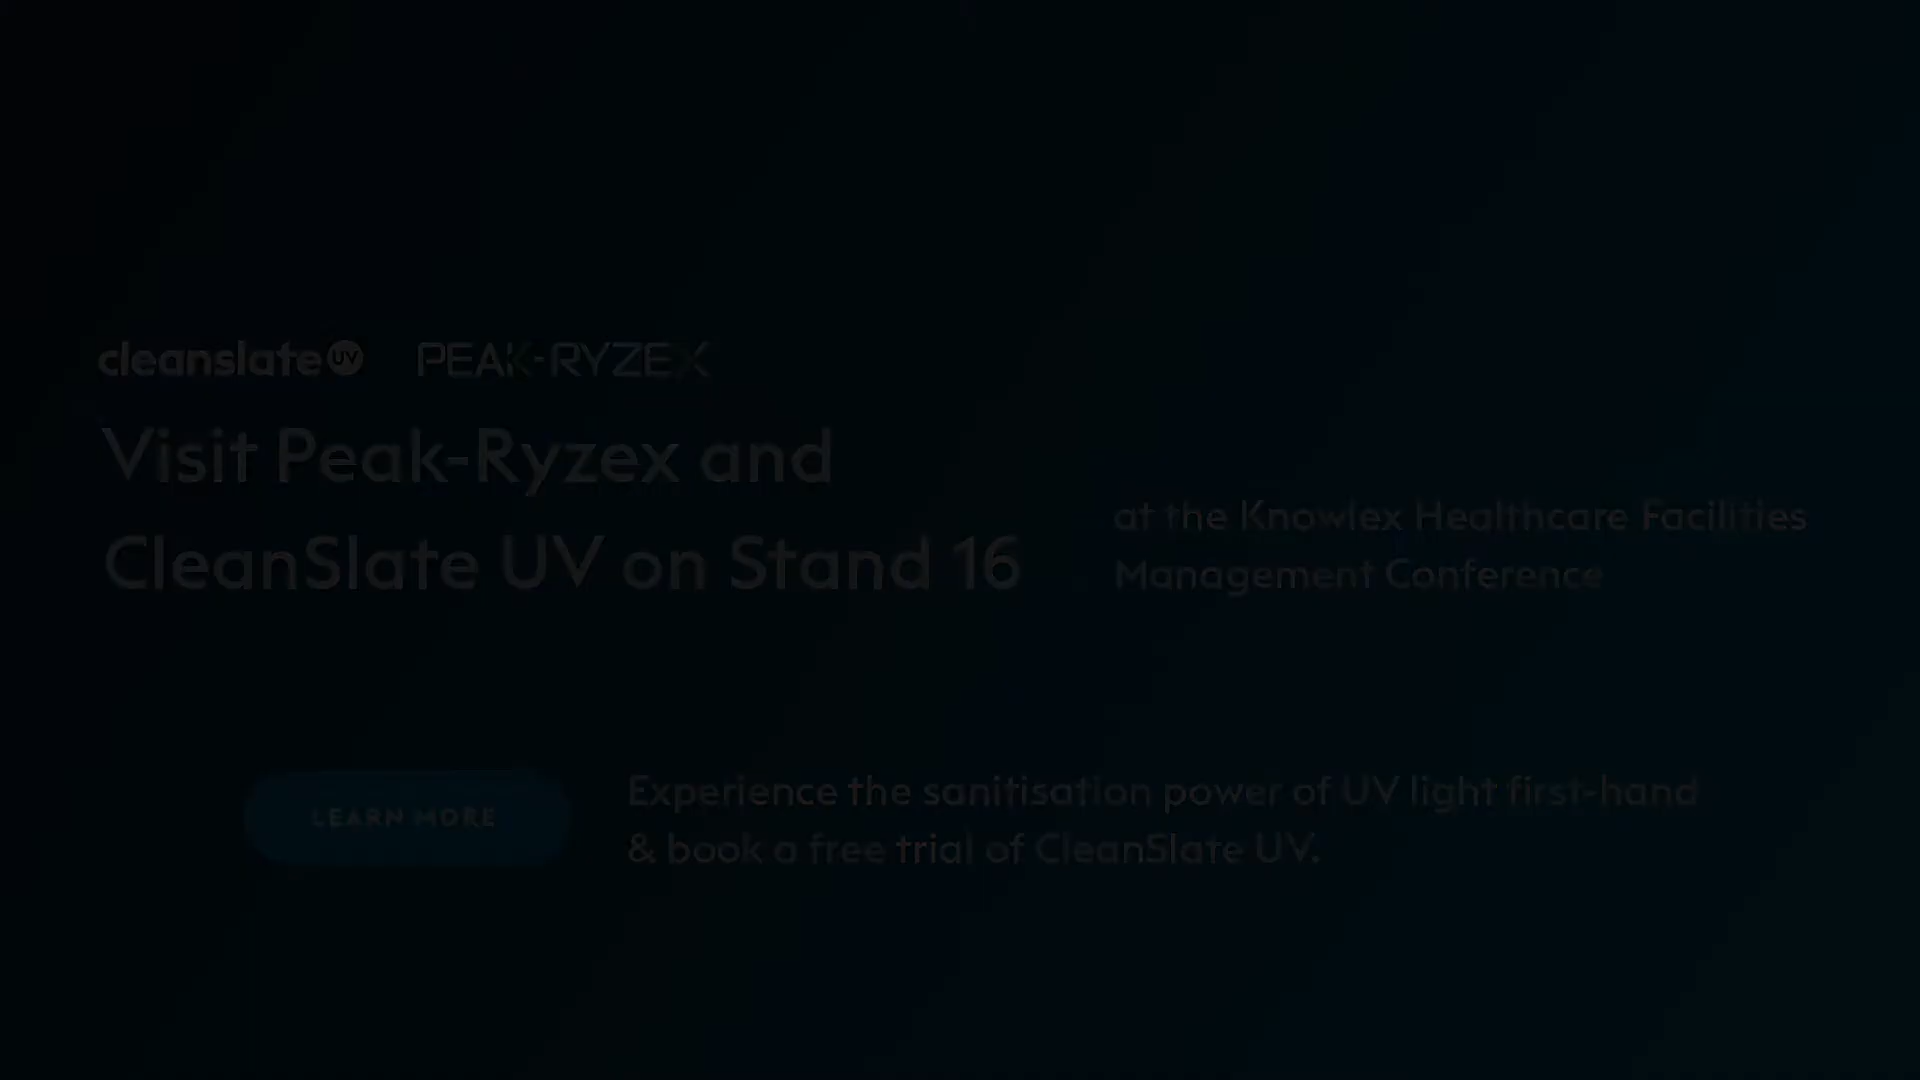 cleanslate UV PEAK-RYZEX
Visit Peak-Ryzex and
CleanSlate UV on Stand 16
at the Knowlex Healthcare Facilities
Management Conference
LEARN MORE
Experience the sanitisation power of UV light first-hand
& book a free trial of CleanSlate UV.